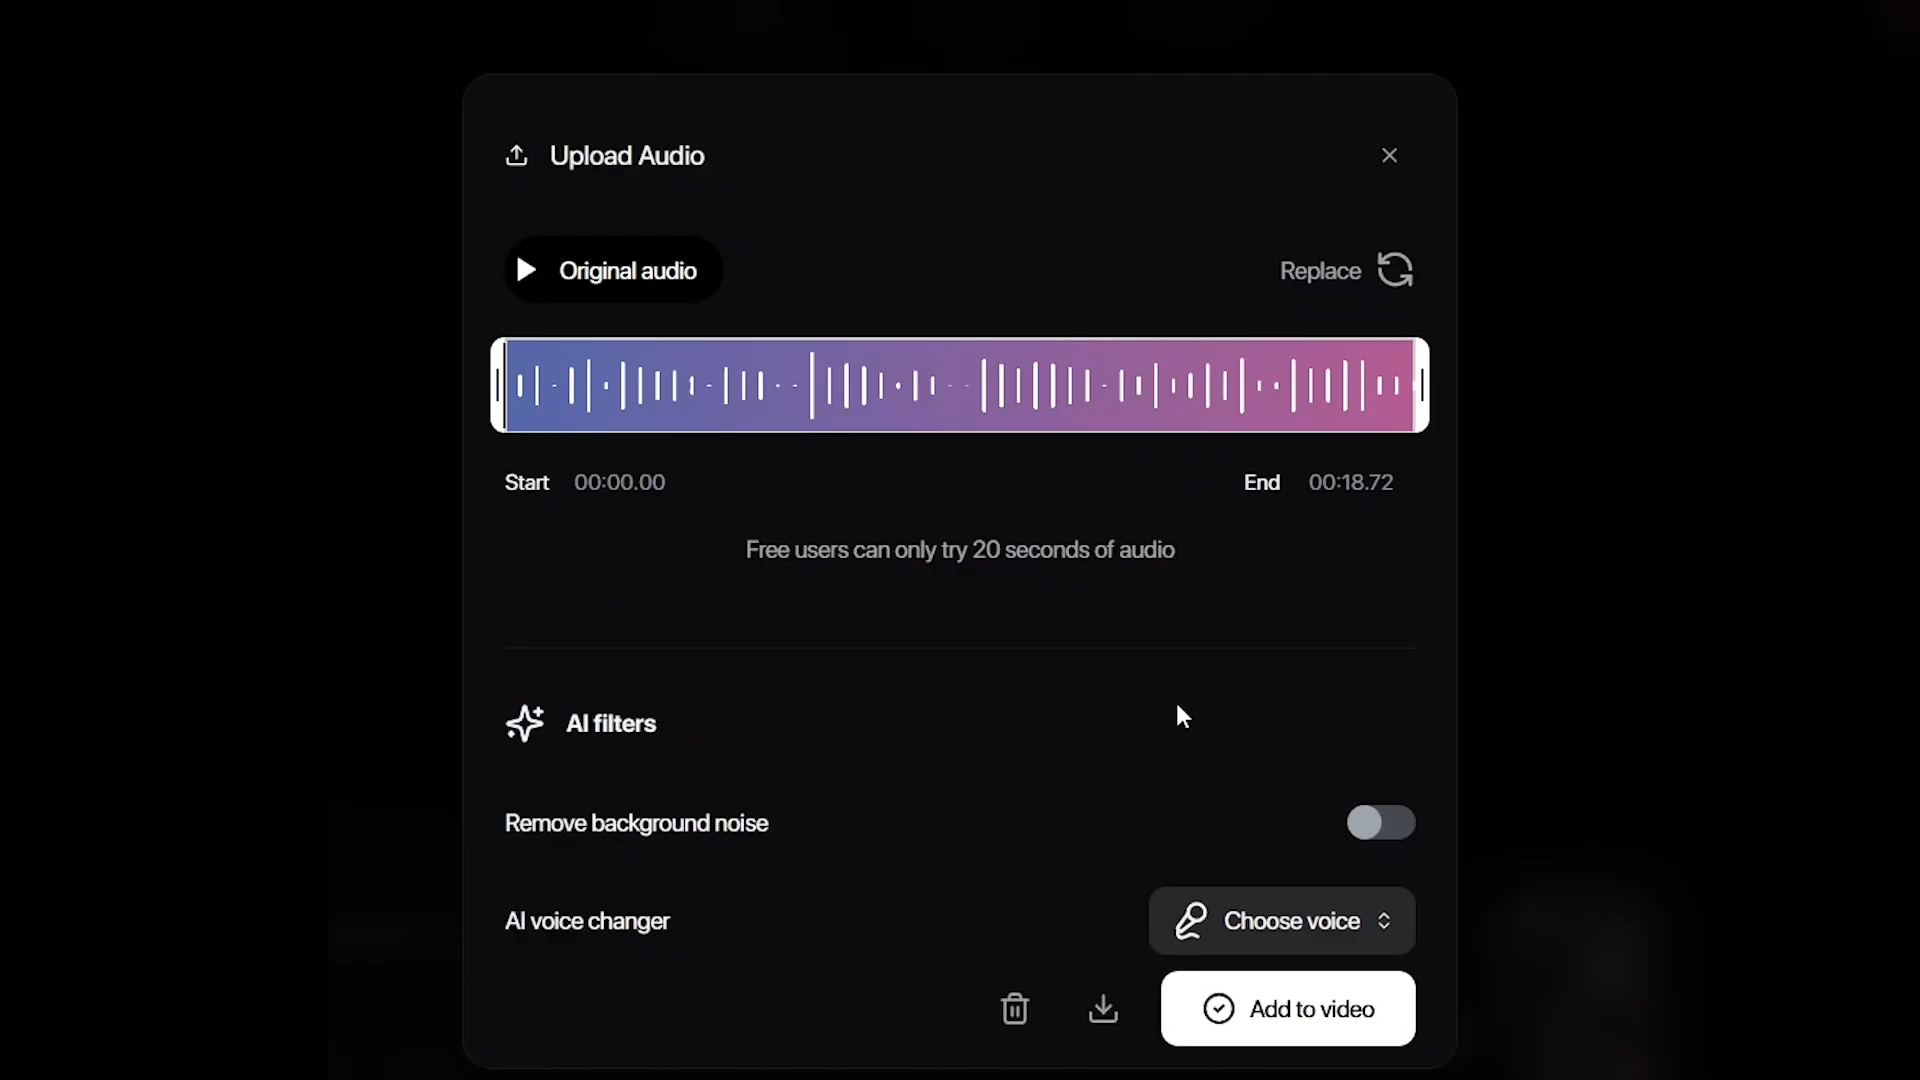 Upload Audio
Original audio
Replace
Start 00:00.00
End 00:18.72
Free users can only try 20 seconds of audio
AI filters
Remove background noise
AI voice changer
Choose voice
Add to video